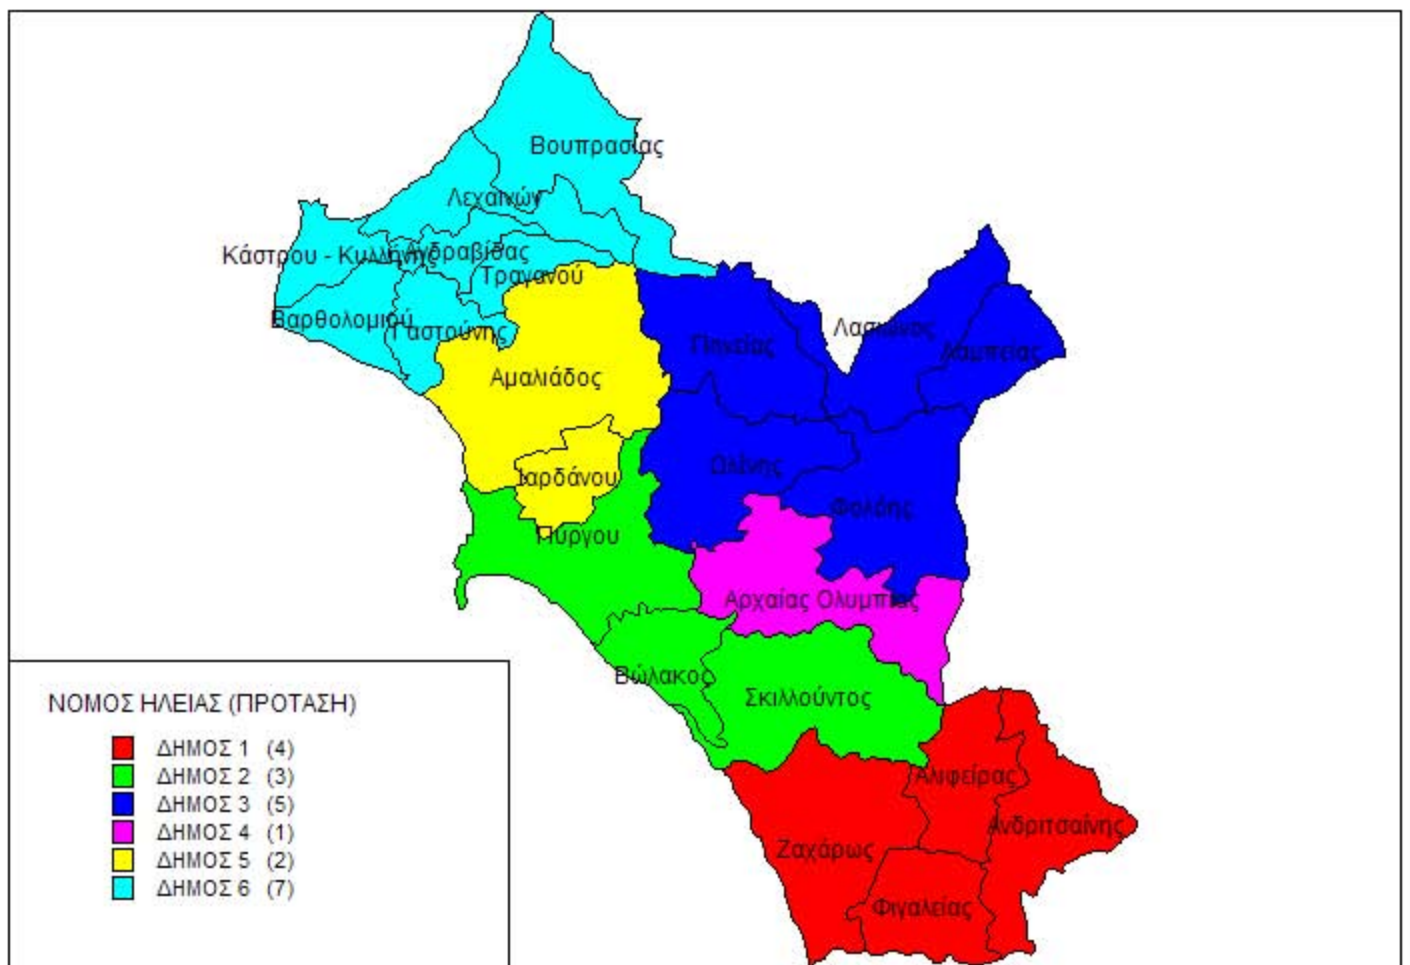 Βουπρασίας
Λεχαινών
Κάστρου - Κυλλήνης
Ανδραβίδας
Τραγανού
Βαρθολομιού
Γαστούνης
Λασιώνος
Πηνείας
Λαμπείας
Αμαλιάδος
Ωλένης
Ιαρδάνου
Φολόης
Πύργου
Αρχαίας Ολυμπίας
Βώλακος
Σκιλλούντος
Αλιφείρας
Ανδριτσαίνης
Ζαχάρως
Φιγαλείας
ΝΟΜΟΣ ΗΛΕΙΑΣ (ΠΡΟΤΑΣΗ)
ΔΗΜΟΣ 1 (4)
ΔΗΜΟΣ 2 (3)
ΔΗΜΟΣ 3 (5)
ΔΗΜΟΣ 4 (1)
ΔΗΜΟΣ 5 (2)
ΔΗΜΟΣ 6 (7)